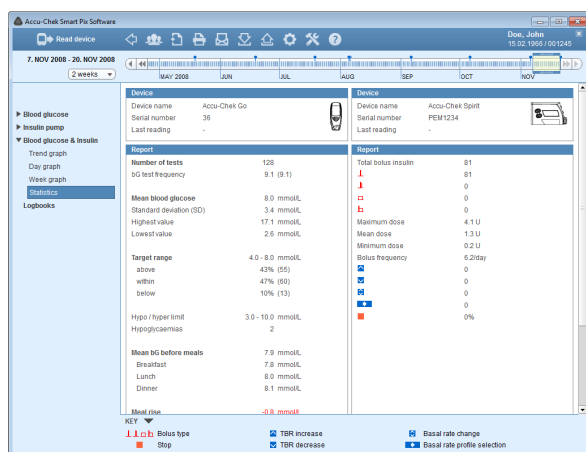 Accu-Chek Smart Pix Software
Read device
Doe, John
15.02.1966 / 001245
7. NOV 2008 - 20. NOV 2008
2 weeks
MAY 2008 JUN JUL AUG SEP OCT NOV
Blood glucose
Insulin pump
Blood glucose & Insulin
Trend graph
Day graph
Week graph
Statistics
Logbooks
Device
Device name Accu-Chek Go
Serial number 36
Last reading -
Report
Number of tests 128
bG test frequency 9.1 (9.1)
Mean blood glucose 8.0 mmol/L
Standard deviation (SD) 3.4 mmol/L
Highest value 17.1 mmol/L
Lowest value 2.6 mmol/L
Target range 4.0 - 8.0 mmol/L
above 43% (55)
within 47% (60)
below 10% (13)
Hypo / hyper limit 3.0 - 10.0 mmol/L
Hypoglycaemias 2
Mean bG before meals 7.9 mmol/L
Breakfast 7.8 mmol/L
Lunch 8.0 mmol/L
Dinner 8.1 mmol/L
Meal rise -0.8 mmol/L
Device
Device name Accu-Chek Spirit
Serial number PEM1234
Last reading -
Report
Total bolus insulin 81
81
0
0
0
Maximum dose 4.1 U
Mean dose 1.3 U
Minimum dose 0.2 U
Bolus frequency 6.2/day
0
0
0
0
0%
KEY
Bolus type TBR increase Basal rate change
Stop TBR decrease Basal rate profile selection